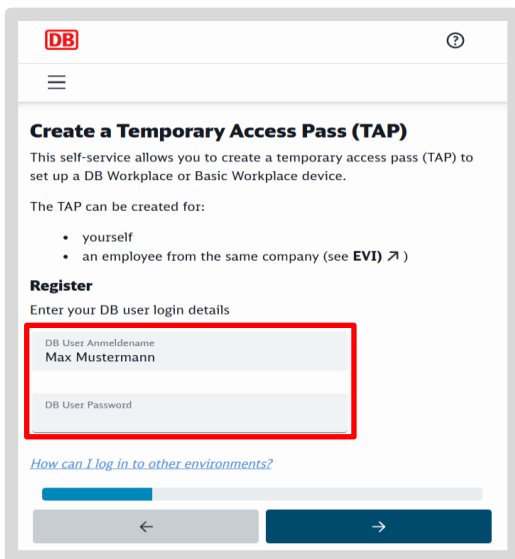 DB
?
Create a Temporary Access Pass (TAP)
This self-service allows you to create a temporary access pass (TAP) to
set up a DB Workplace or Basic Workplace device.
The TAP can be created for:
• yourself
• an employee from the same company (see EVI) ↗ )
Register
Enter your DB user login details
DB User Anmeldename
Max Mustermann
DB User Password
How can I log in to other environments?
← →